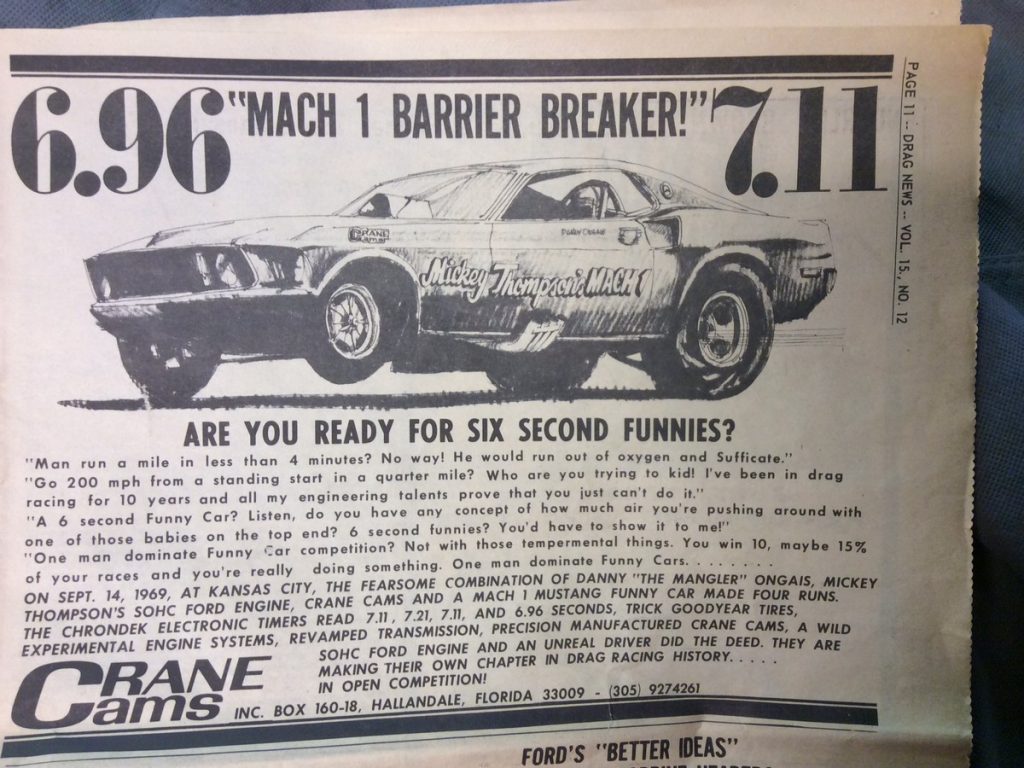 6.96 "MACH 1 BARRIER BREAKER!" 7.11
PAGE 11 -- DRAG NEWS -- VOL. 15., NO. 12
CRANE Cams
DANNY ONGAIS
Mickey Thompson's MACH 1
ARE YOU READY FOR SIX SECOND FUNNIES?
"Man run a mile in less than 4 minutes? No way! He would run out of oxygen and Sufficate."
"Go 200 mph from a standing start in a quarter mile? Who are you trying to kid! I've been in drag
racing for 10 years and all my engineering talents prove that you just can't do it."
"A 6 second Funny Car? Listen, do you have any concept of how much air you're pushing around with
one of those babies on the top end? 6 second funnies? You'd have to show it to me!"
"One man dominate Funny Car competition? Not with those tempermental things. You win 10, maybe 15%
of your races and you're really doing something. One man dominate Funny Cars. . . . . . . .
ON SEPT. 14, 1969, AT KANSAS CITY, THE FEARSOME COMBINATION OF DANNY "THE MANGLER" ONGAIS, MICKEY
THOMPSON'S SOHC FORD ENGINE, CRANE CAMS AND A MACH 1 MUSTANG FUNNY CAR MADE FOUR RUNS.
THE CHRONDEK ELECTRONIC TIMERS READ 7.11, 7.21, 7.11, AND 6.96 SECONDS, TRICK GOODYEAR TIRES,
EXPERIMENTAL ENGINE SYSTEMS, REVAMPED TRANSMISSION, PRECISION MANUFACTURED CRANE CAMS, A WILD
SOHC FORD ENGINE AND AN UNREAL DRIVER DID THE DEED. THEY ARE
MAKING THEIR OWN CHAPTER IN DRAG RACING HISTORY. . . . .
IN OPEN COMPETITION!
CRANE Cams INC. BOX 160-18, HALLANDALE, FLORIDA 33009 - (305) 9274261
FORD'S "BETTER IDEAS"